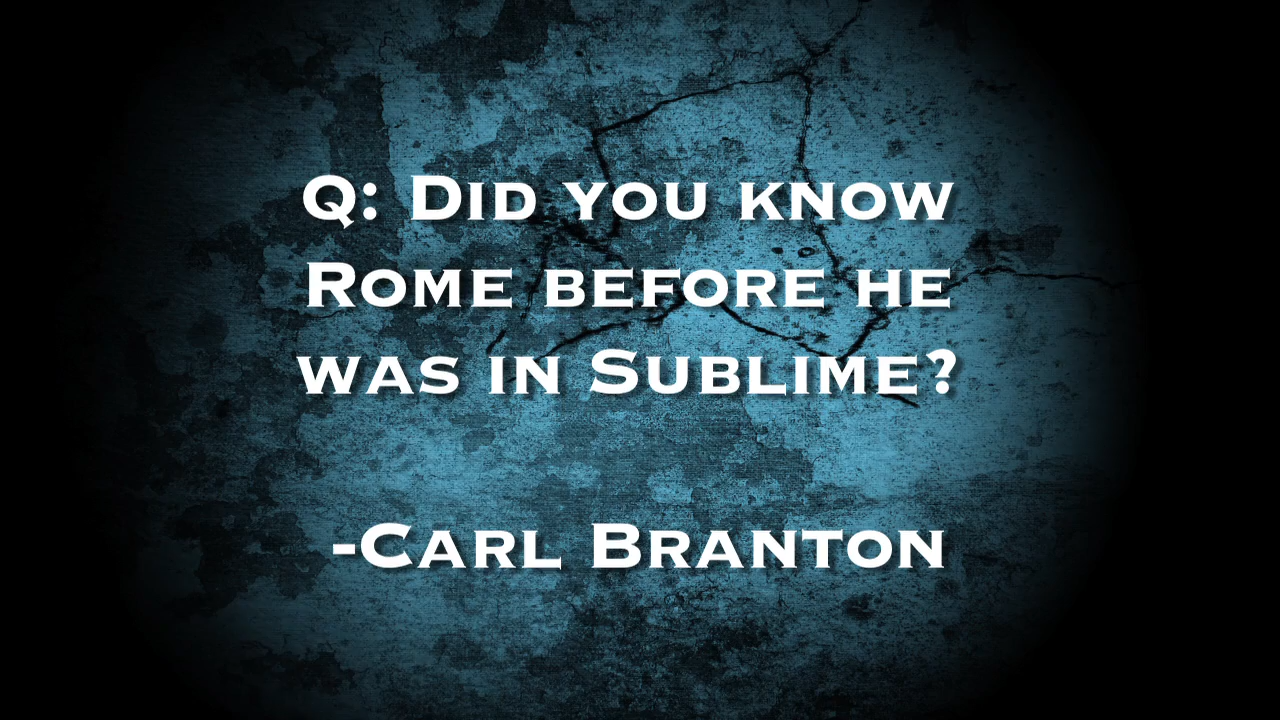 Q: Did you know
Rome before he
was in Sublime?
-Carl Branton